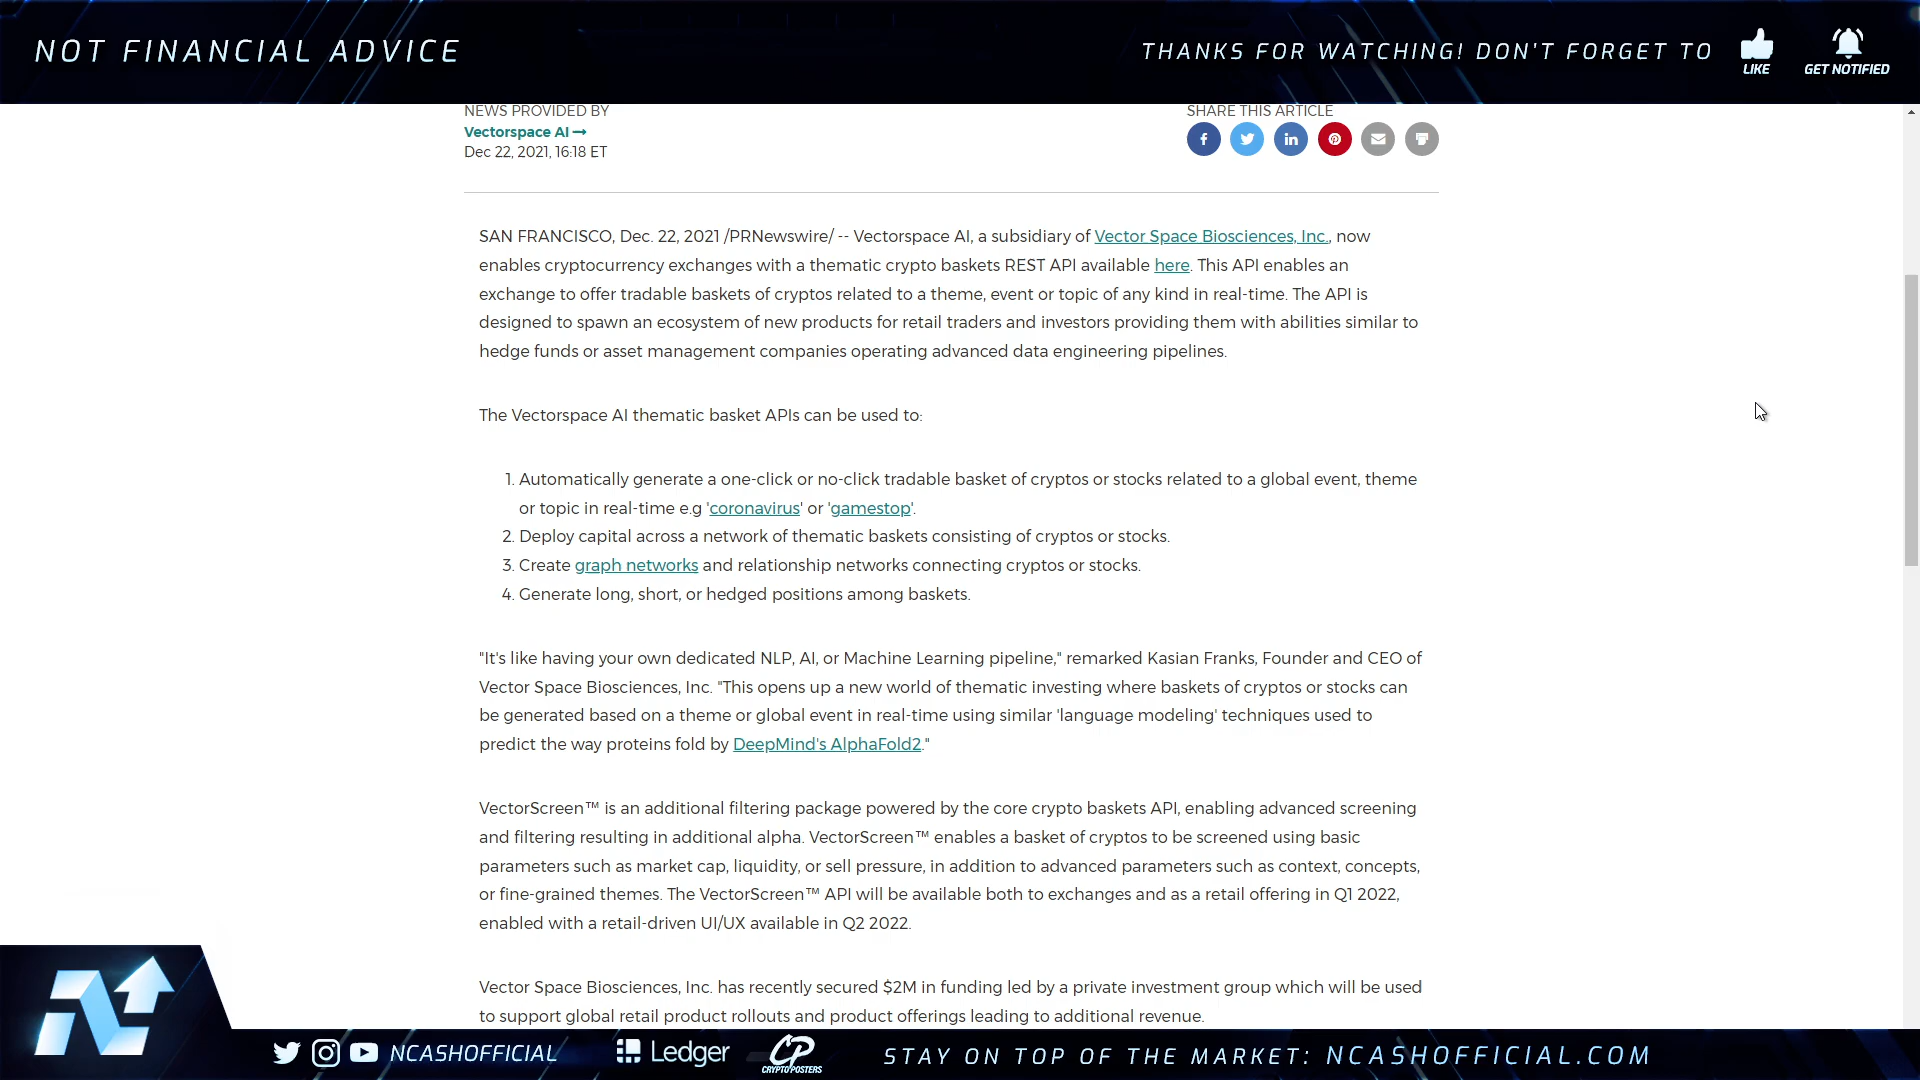 NOT FINANCIAL ADVICE
THANKS FOR WATCHING! DON'T FORGET TO
LIKE
GET NOTIFIED
NEWS PROVIDED BY
Vectorspace AI→
Dec 22, 2021, 16:18 ET
SHARE THIS ARTICLE
SAN FRANCISCO, Dec. 22, 2021 /PRNewswire/ -- Vectorspace AI, a subsidiary of Vector Space Biosciences, Inc., now
enables cryptocurrency exchanges with a thematic crypto baskets REST API available here. This API enables an
exchange to offer tradable baskets of cryptos related to a theme, event or topic of any kind in real-time. The API is
designed to spawn an ecosystem of new products for retail traders and investors providing them with abilities similar to
hedge funds or asset management companies operating advanced data engineering pipelines.
The Vectorspace AI thematic basket APIs can be used to:
1. Automatically generate a one-click or no-click tradable basket of cryptos or stocks related to a global event, theme
or topic in real-time e.g 'coronavirus' or 'gamestop'.
2. Deploy capital across a network of thematic baskets consisting of cryptos or stocks.
3. Create graph networks and relationship networks connecting cryptos or stocks.
4. Generate long, short, or hedged positions among baskets.
"It's like having your own dedicated NLP, AI, or Machine Learning pipeline," remarked Kasian Franks, Founder and CEO of
Vector Space Biosciences, Inc. "This opens up a new world of thematic investing where baskets of cryptos or stocks can
be generated based on a theme or global event in real-time using similar 'language modeling' techniques used to
predict the way proteins fold by DeepMind's AlphaFold2."
VectorScreen™ is an additional filtering package powered by the core crypto baskets API, enabling advanced screening
and filtering resulting in additional alpha. VectorScreen™ enables a basket of cryptos to be screened using basic
parameters such as market cap, liquidity, or sell pressure, in addition to advanced parameters such as context, concepts,
or fine-grained themes. The VectorScreen™ API will be available both to exchanges and as a retail offering in Q1 2022,
enabled with a retail-driven UI/UX available in Q2 2022.
Vector Space Biosciences, Inc. has recently secured $2M in funding led by a private investment group which will be used
to support global retail product rollouts and product offerings leading to additional revenue.
NCASHOFFICIAL
Ledger
CP
CRYPTOPOSTERS
STAY ON TOP OF THE MARKET: NCASHOFFICIAL.COM